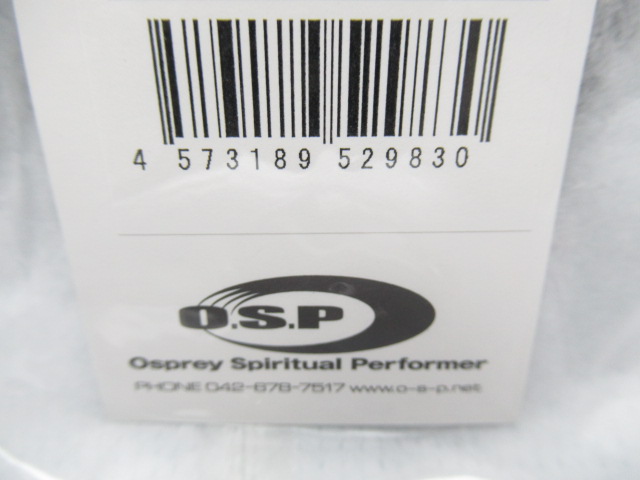 4 573189 529830
O.S.P
Osprey Spiritual Performer
PHONE 042-678-7517 www.o-s-p.net